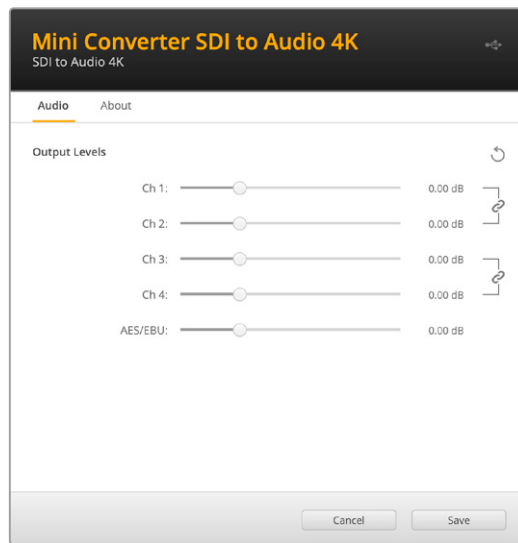 Mini Converter SDI to Audio 4K
SDI to Audio 4K
Audio About
Output Levels
Ch 1: 0.00 dB
Ch 2: 0.00 dB
Ch 3: 0.00 dB
Ch 4: 0.00 dB
AES/EBU: 0.00 dB
Cancel Save